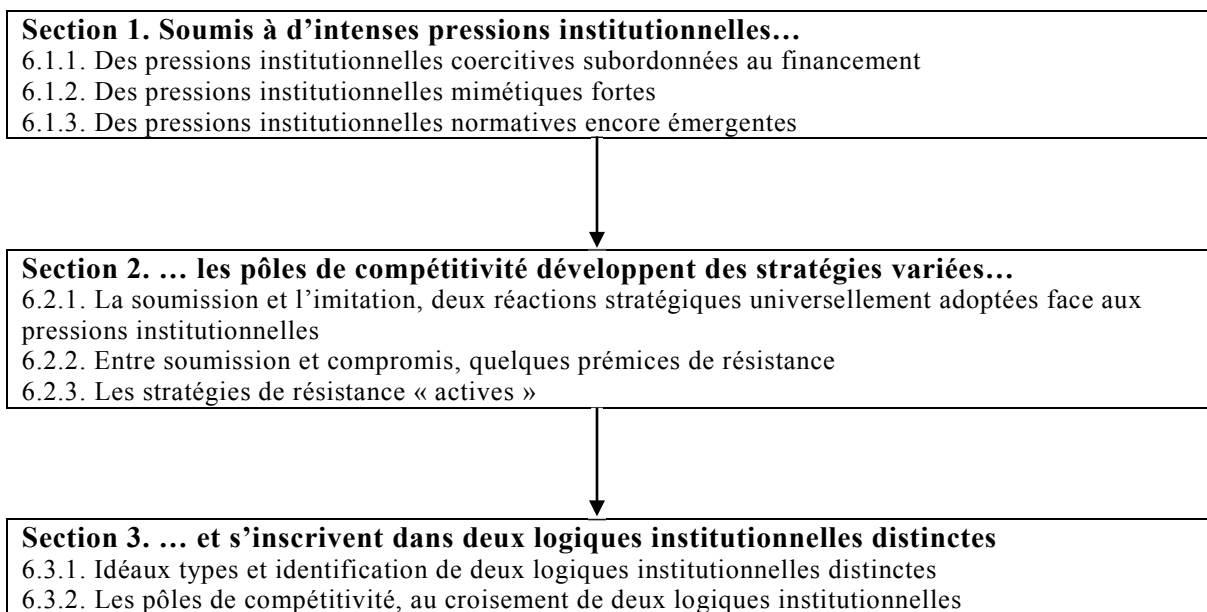 Section 1. Soumis à d’intenses pressions institutionnelles…
6.1.1. Des pressions institutionnelles coercitives subordonnées au financement
6.1.2. Des pressions institutionnelles mimétiques fortes
6.1.3. Des pressions institutionnelles normatives encore émergentes
Section 2. … les pôles de compétitivité développent des stratégies variées…
6.2.1. La soumission et l’imitation, deux réactions stratégiques universellement adoptées face aux
pressions institutionnelles
6.2.2. Entre soumission et compromis, quelques prémices de résistance
6.2.3. Les stratégies de résistance « actives »
Section 3. … et s’inscrivent dans deux logiques institutionnelles distinctes
6.3.1. Idéaux types et identification de deux logiques institutionnelles distinctes
6.3.2. Les pôles de compétitivité, au croisement de deux logiques institutionnelles